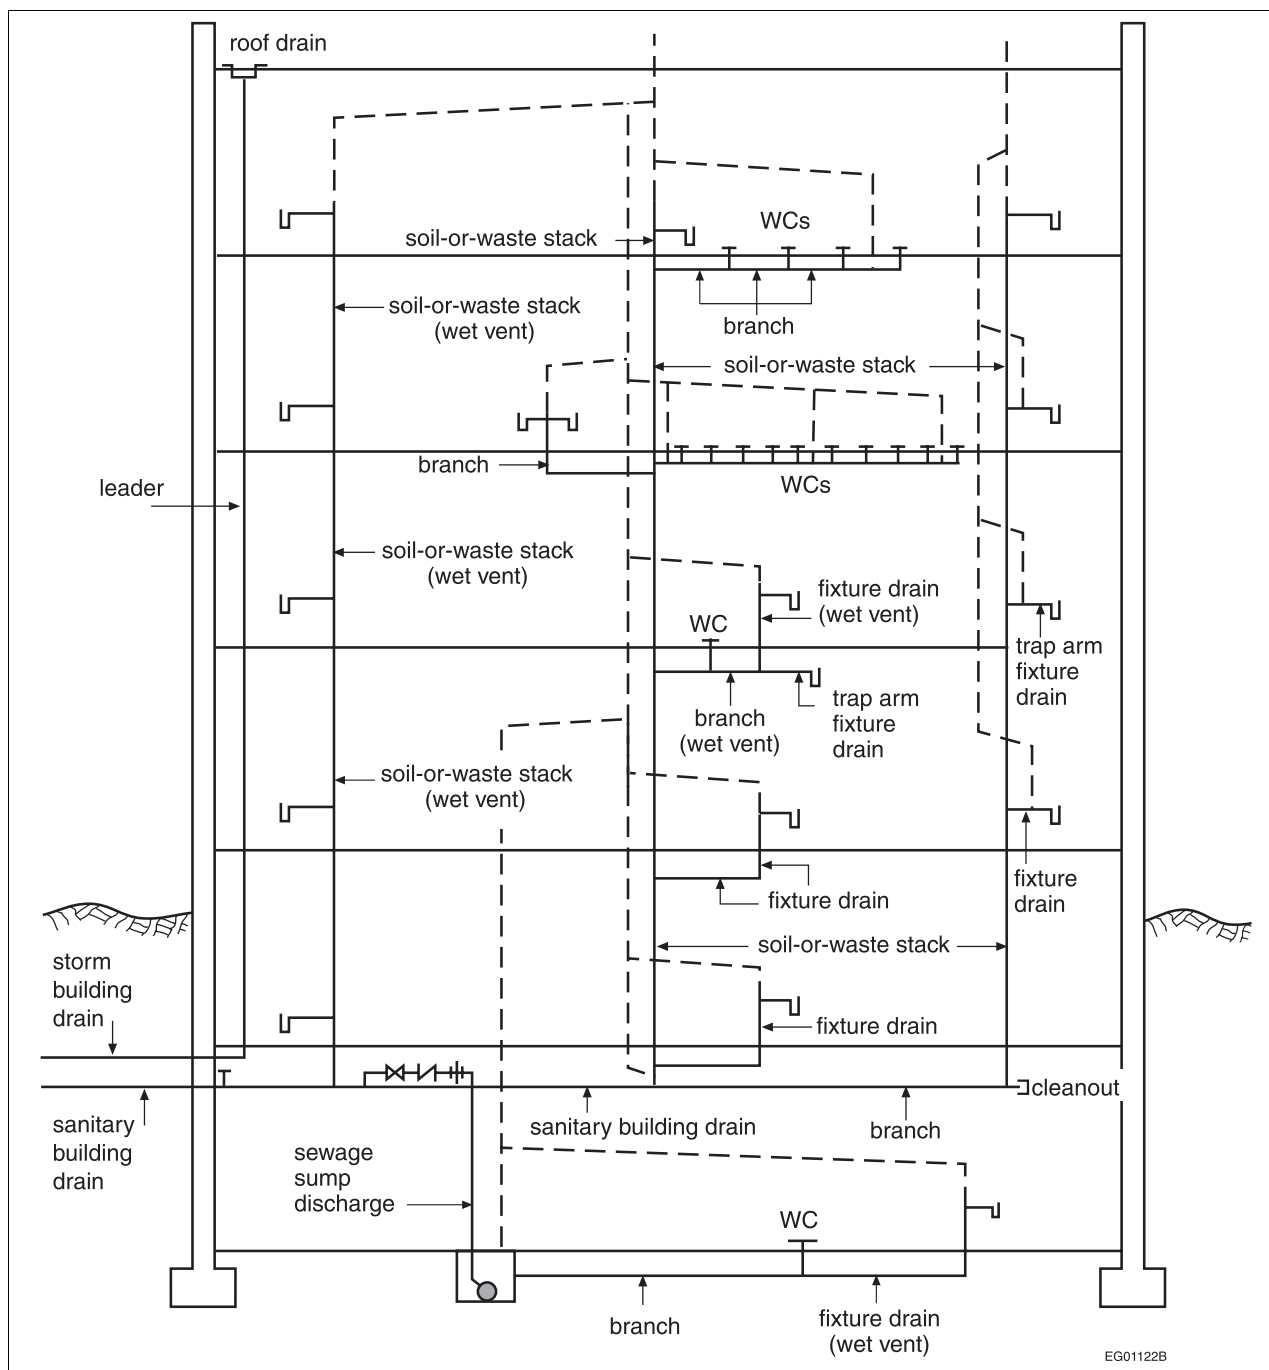 roof drain
WCs
soil-or-waste stack
soil-or-waste stack
(wet vent)
branch
soil-or-waste stack
branch
WCs
leader
soil-or-waste stack
(wet vent)
fixture drain
(wet vent)
WC
trap arm
fixture
drain
trap arm
fixture
drain
branch
(wet vent)
soil-or-waste stack
(wet vent)
fixture drain
fixture
drain
soil-or-waste stack
storm
building
drain
fixture drain
cleanout
sanitary
building
drain
sanitary building drain
branch
sewage
sump
discharge
WC
branch
fixture drain
(wet vent)
EG01122B